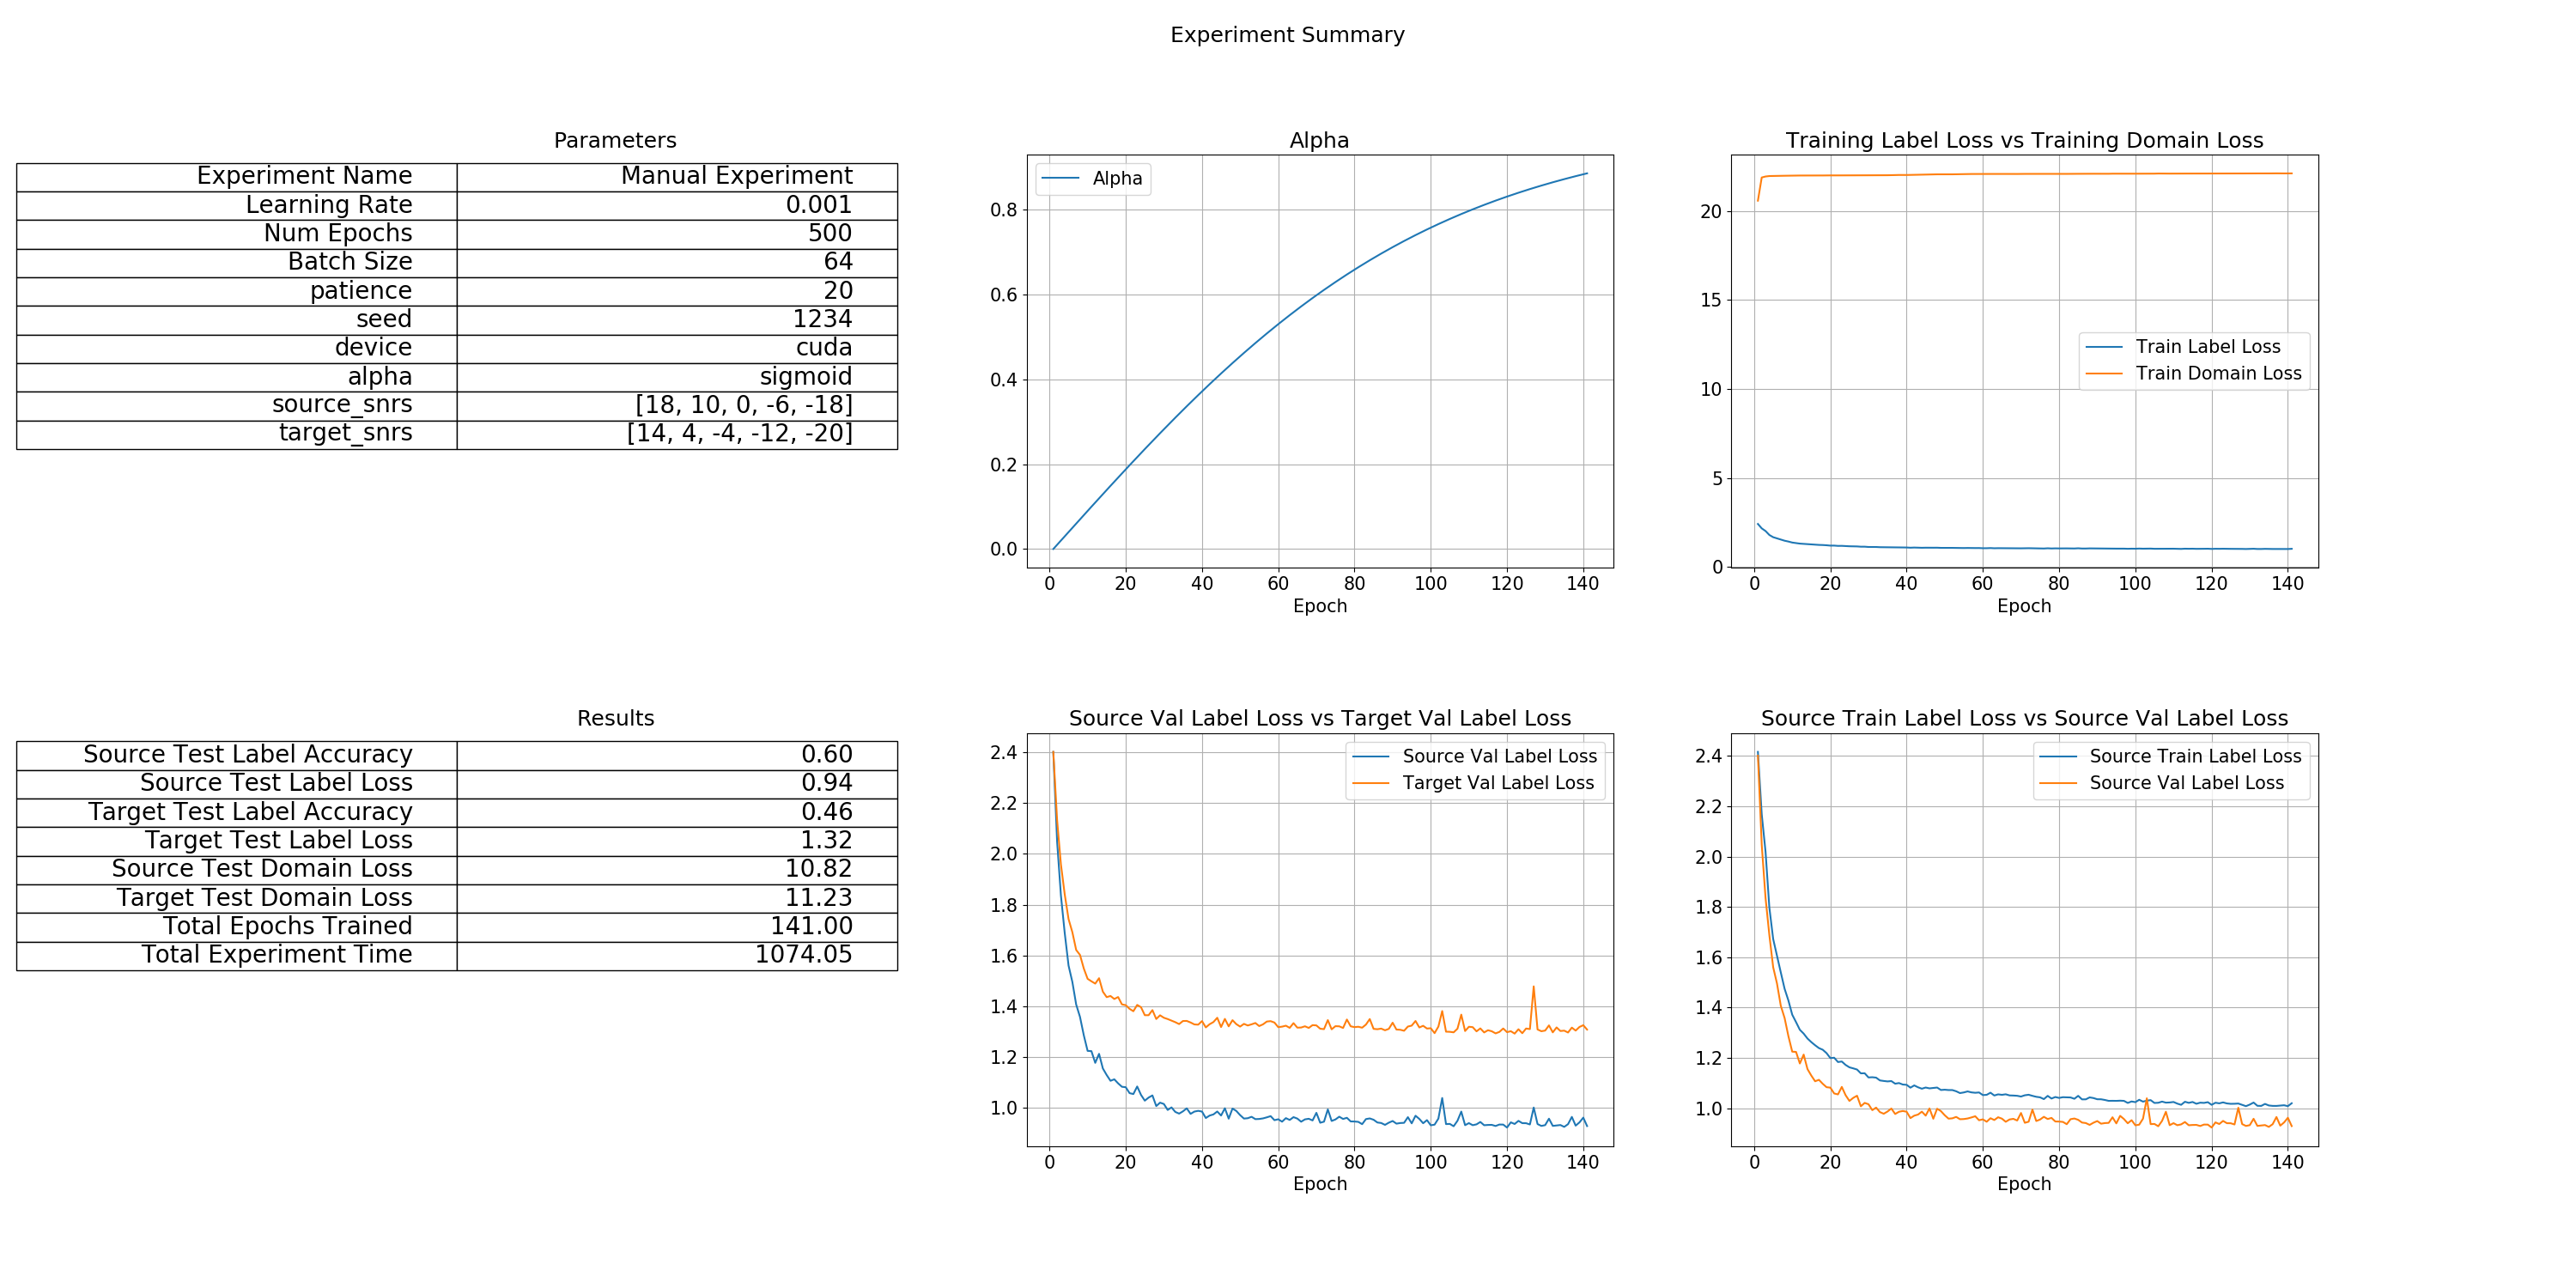 Experiment Summary
Parameters
Experiment Name Manual Experiment
Learning Rate 0.001
Num Epochs 500
Batch Size 64
patience 20
seed 1234
device cuda
alpha sigmoid
source_snrs [18, 10, 0, -6, -18]
target_snrs [14, 4, -4, -12, -20]
Alpha
Alpha
0.8
0.6
0.4
0.2
0.0
0 20 40 60 80 100 120 140
Epoch
Training Label Loss vs Training Domain Loss
20
15
10
5
0
Train Label Loss
Train Domain Loss
0 20 40 60 80 100 120 140
Epoch
Results
Source Test Label Accuracy 0.60
Source Test Label Loss 0.94
Target Test Label Accuracy 0.46
Target Test Label Loss 1.32
Source Test Domain Loss 10.82
Target Test Domain Loss 11.23
Total Epochs Trained 141.00
Total Experiment Time 1074.05
Source Val Label Loss vs Target Val Label Loss
Source Val Label Loss
Target Val Label Loss
2.4
2.2
2.0
1.8
1.6
1.4
1.2
1.0
0 20 40 60 80 100 120 140
Epoch
Source Train Label Loss vs Source Val Label Loss
Source Train Label Loss
Source Val Label Loss
2.4
2.2
2.0
1.8
1.6
1.4
1.2
1.0
0 20 40 60 80 100 120 140
Epoch